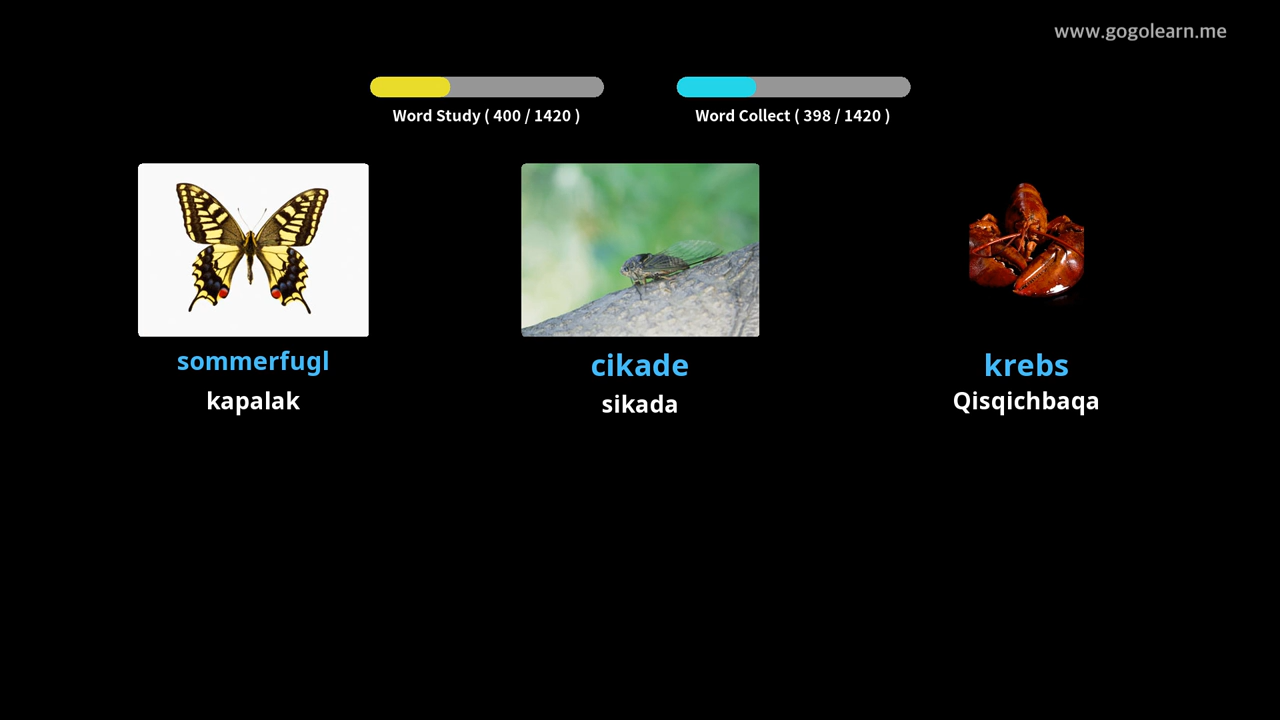 www.gogolearn.me
Word Study ( 400 / 1420 )
Word Collect ( 398 / 1420 )
sommerfugl
kapalak
cikade
sikada
krebs
Qisqichbaqa